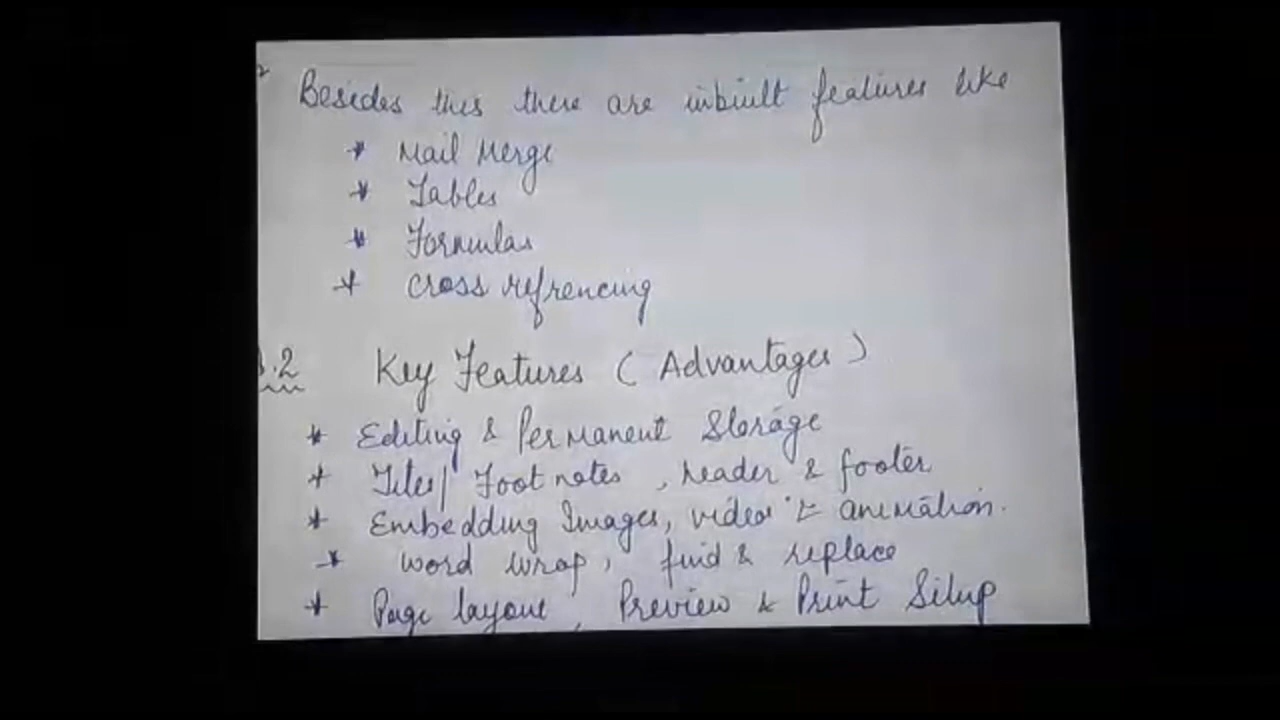 Besides this there are inbuilt features like
* Mail Merge
* Tables
* Formulas
* Cross refrencing
.2 Key Features ( Advantages )
* Editing & Permanent Storage
* Titles/ Foot notes , header & footer
* Embedding Images, video & animation.
* word wrap, find & replace
* Page layout , Preview & Print Setup